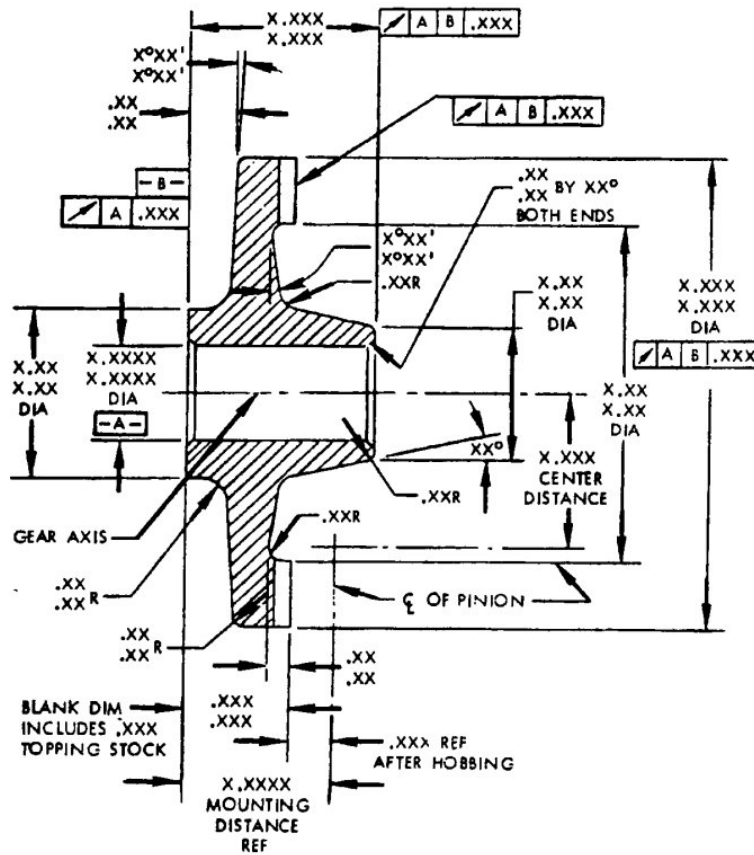 X.XXX
X.XXX
↗ A B .XXX
X°XX'
X°XX'
.XX
.XX
↗ A B .XXX
-B-
↗ A .XXX
.XX
.XX BY XX°
BOTH ENDS
X°XX'
X°XX'
.XXR
X.XX
X.XX
DIA
X.XXX
X.XXX
DIA
↗ A B .XXX
X.XX
X.XX
DIA
X.XXXX
X.XXXX
DIA
-A-
X.XX
X.XX
DIA
XX°
X.XXX
CENTER
DISTANCE
.XXR
.XXR
GEAR AXIS
.XX
.XX R
℄ OF PINION
.XX
.XX R
.XX
.XX
BLANK DIM
INCLUDES .XXX
TOPPING STOCK
.XXX
.XXX
.XXX REF
AFTER HOBBING
X.XXXX
MOUNTING
DISTANCE
REF